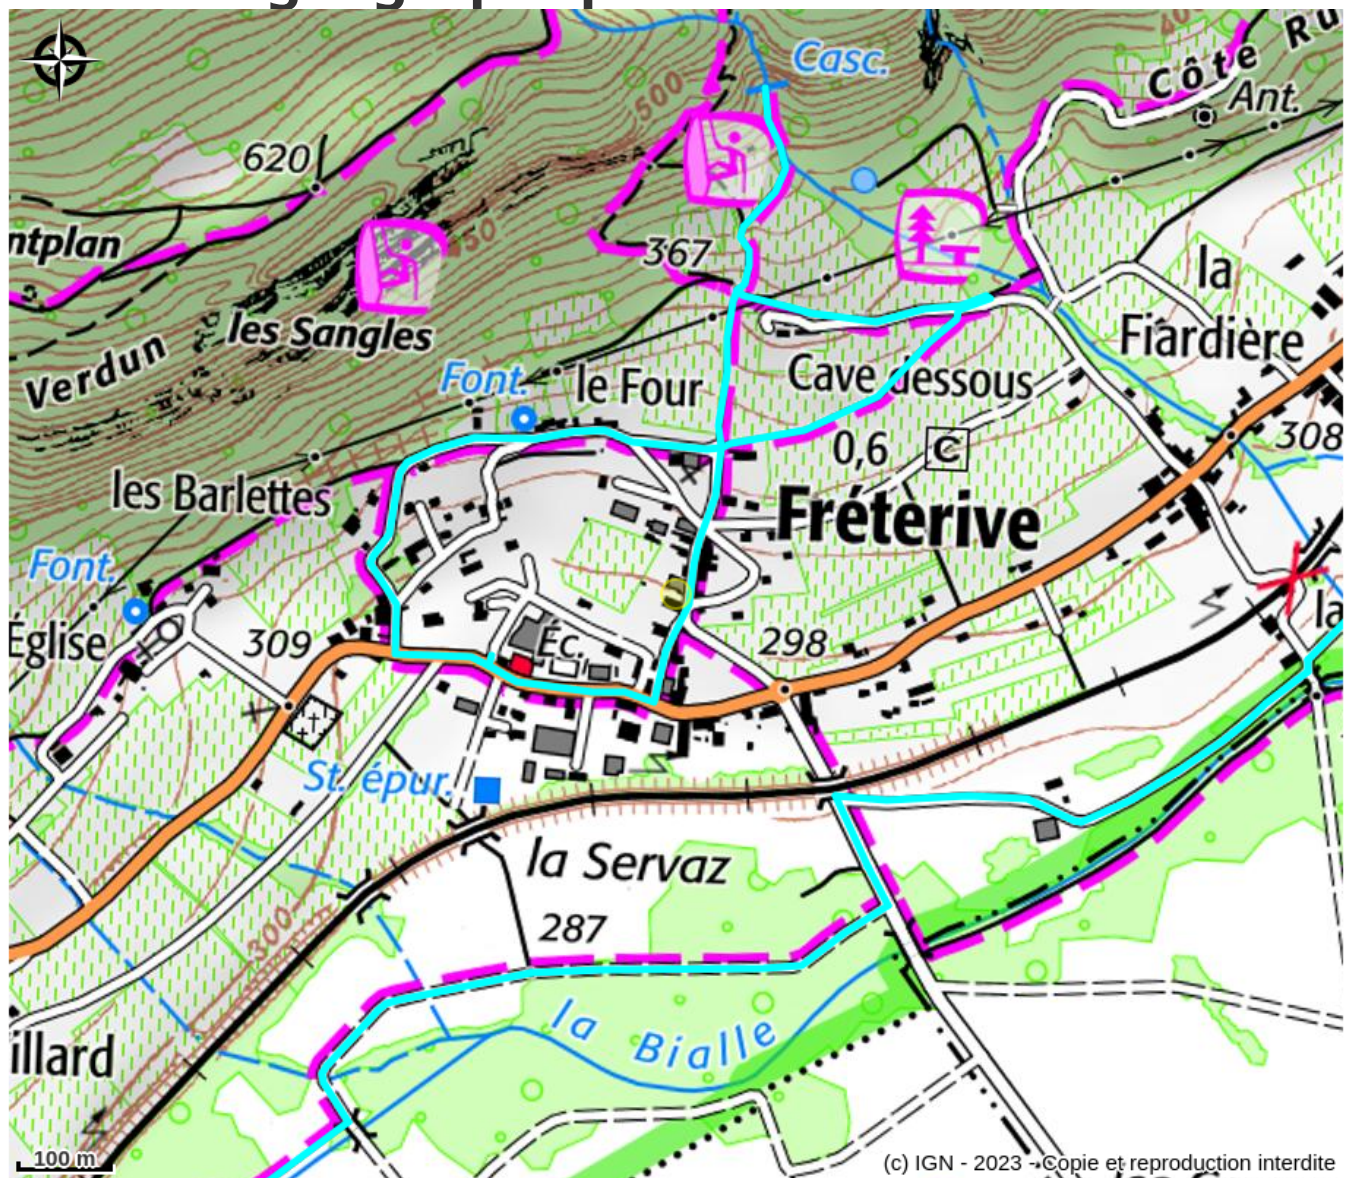 Casc.
Côte Ru
Ant.
500
620
ntplan
450
367
la
Fiardière
les Sangles
Verdun
Font.
le Four
Cave dessous
308
0,6 C
les Barlettes
Fréterive
Font.
S
la
Église
309
Éc.
298
St. épur.
la Servaz
287
300
la Bialle
illard
100 m
(c) IGN - 2023 - Copie et reproduction interdite